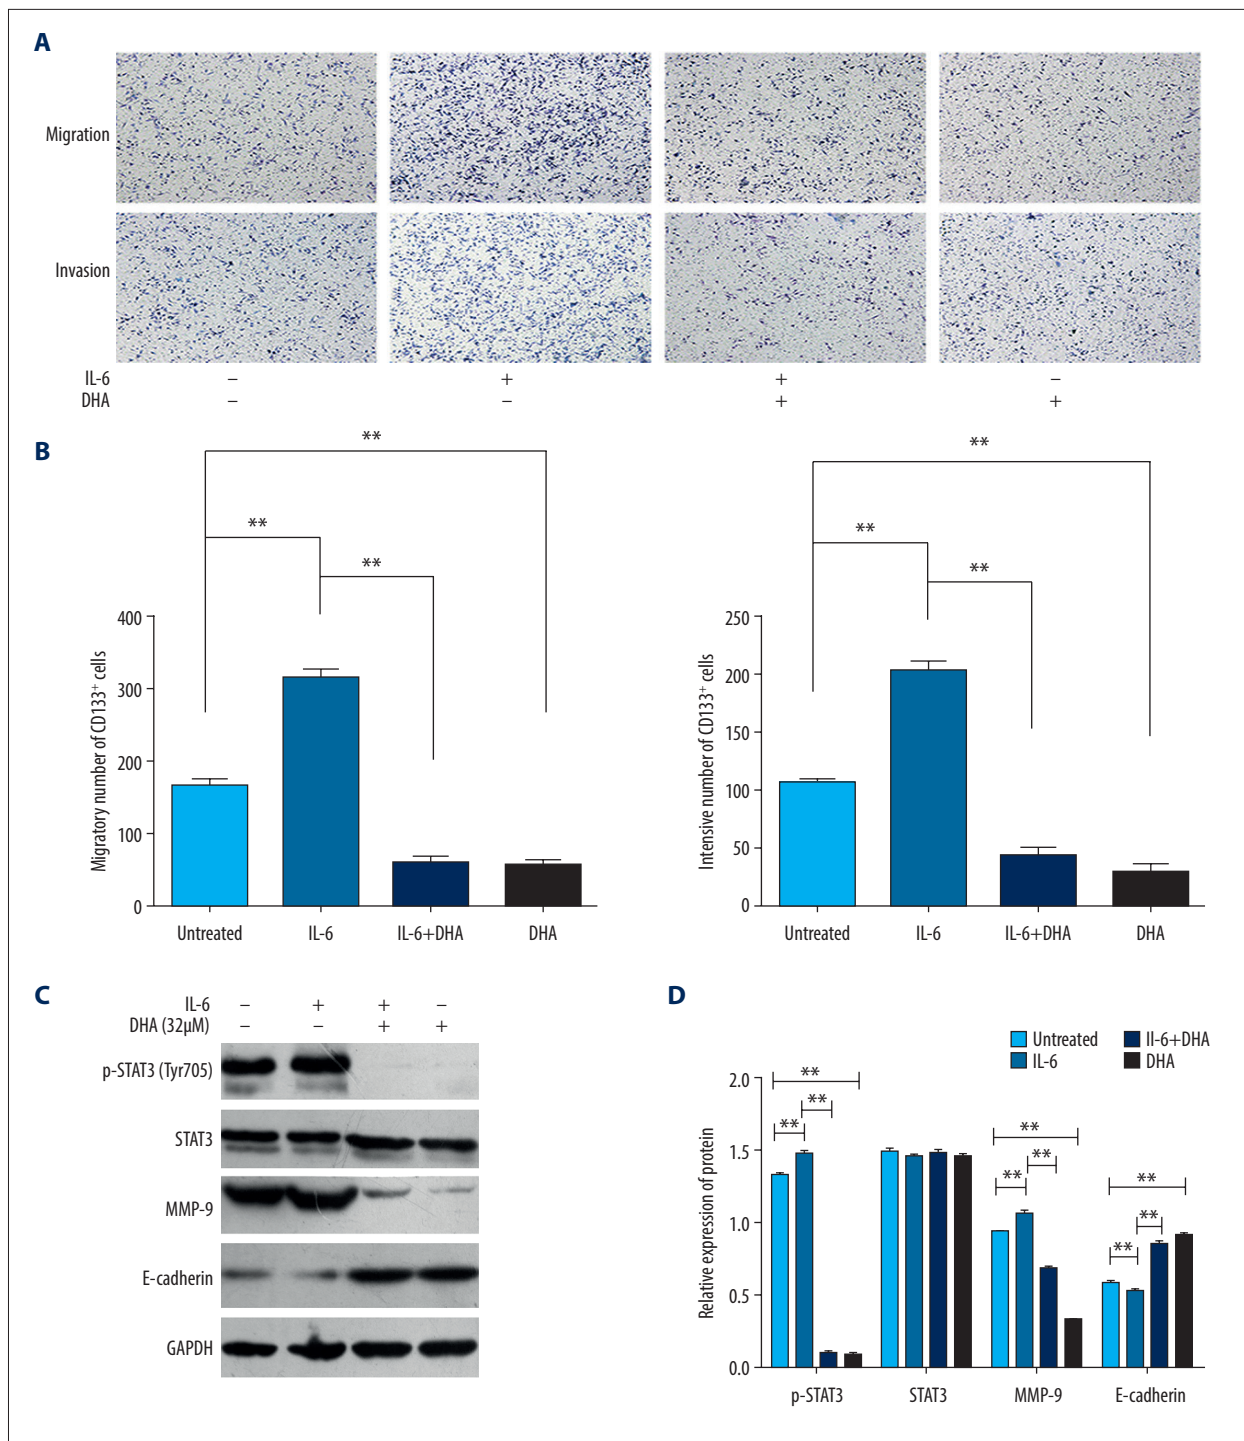 A
Migration
Invasion
IL-6 – + + –
DHA – – + +
B
**
**
**
400
300
200
100
0
Migratory number of CD133+ cells
Untreated IL-6 IL-6+DHA DHA
**
**
**
250
200
150
100
50
0
Intensive number of CD133+ cells
Untreated IL-6 IL-6+DHA DHA
C
IL-6 – + + –
DHA (32µM) – – + +
p-STAT3 (Tyr705)
STAT3
MMP-9
E-cadherin
GAPDH
D
Untreated Il-6+DHA
IL-6 DHA
2.0
1.5
1.0
0.5
0.0
Relative expression of protein
**
**
**
**
**
**
**
**
**
p-STAT3 STAT3 MMP-9 E-cadherin